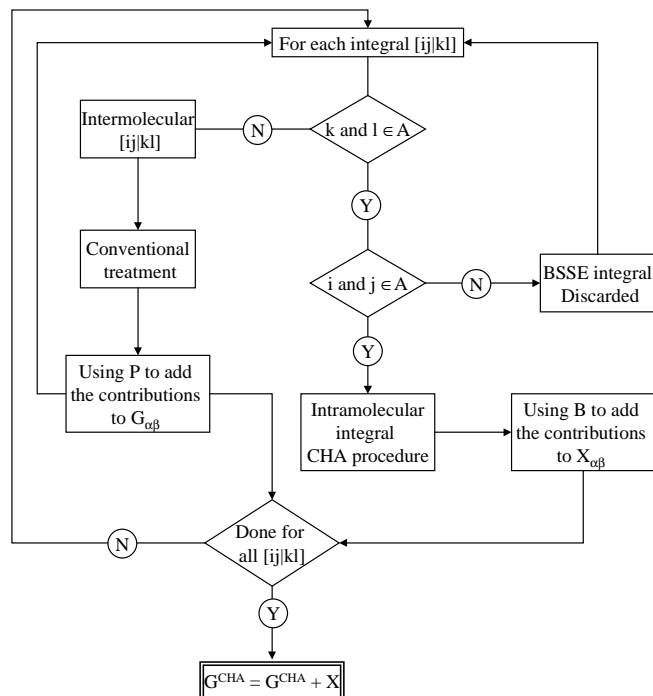 For each integral [ij|kl]
k and l ∈ A
N
Intermolecular
[ij|kl]
Y
Conventional
treatment
i and j ∈ A
N
BSSE integral
Discarded
Y
Using P to add
the contributions
to Gαβ
Intramolecular
integral
CHA procedure
Using B to add
the contributions
to Xαβ
Done for
all [ij|kl]
N
Y
G^CHA = G^CHA + X